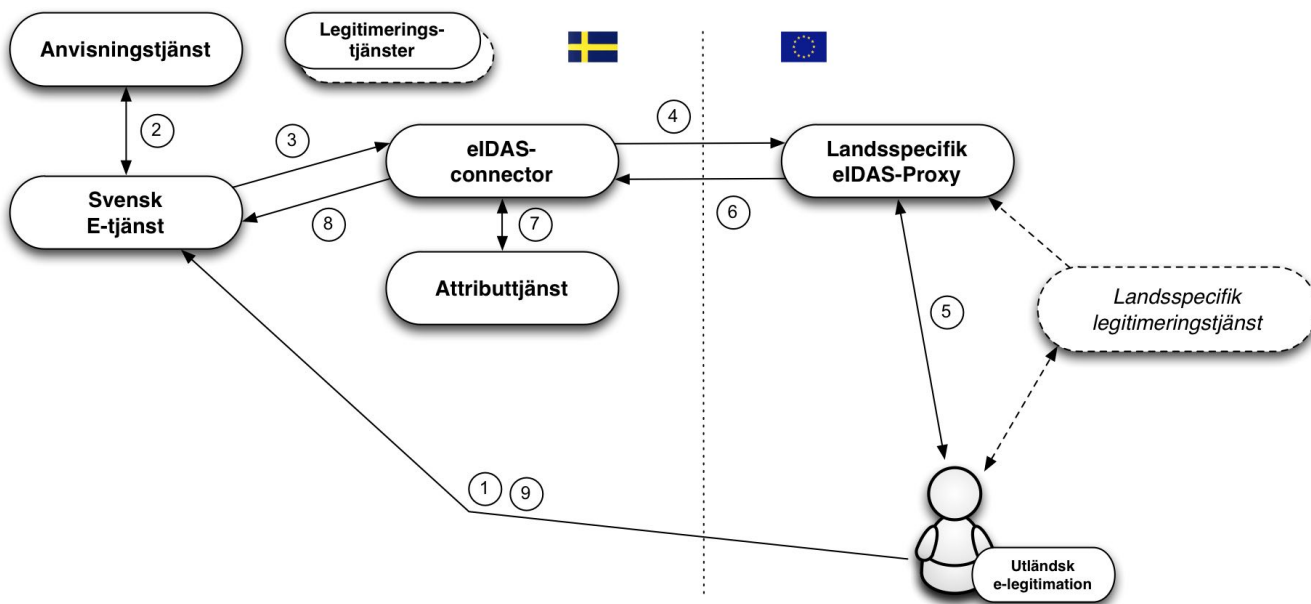 Anvisningstjänst
Legitimerings-
tjänster
2
3
4
eIDAS-
connector
Landsspecifik
eIDAS-Proxy
Svensk
E-tjänst
8
7
6
Attributtjänst
5
Landsspecifik
legitimeringstjänst
1
9
Utländsk
e-legitimation